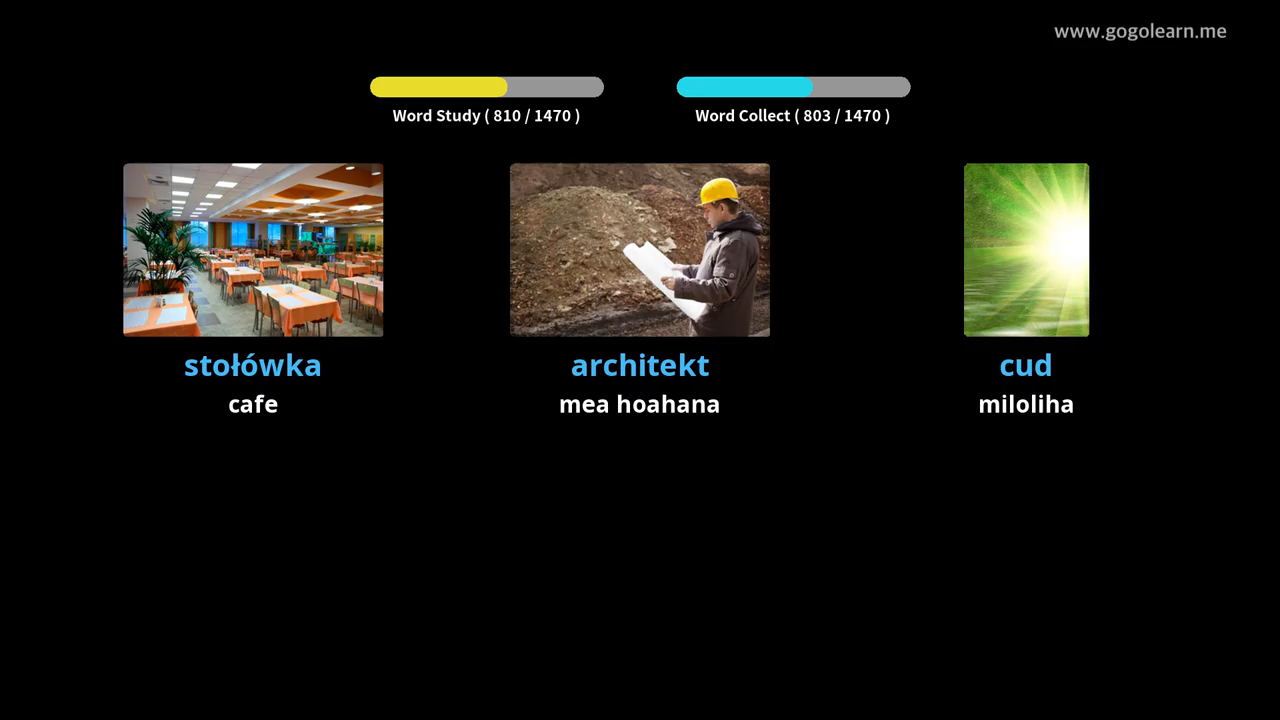 www.gogolearn.me
Word Study ( 810 / 1470 )
Word Collect ( 803 / 1470 )
stołówka
cafe
architekt
mea hoahana
cud
miloliha